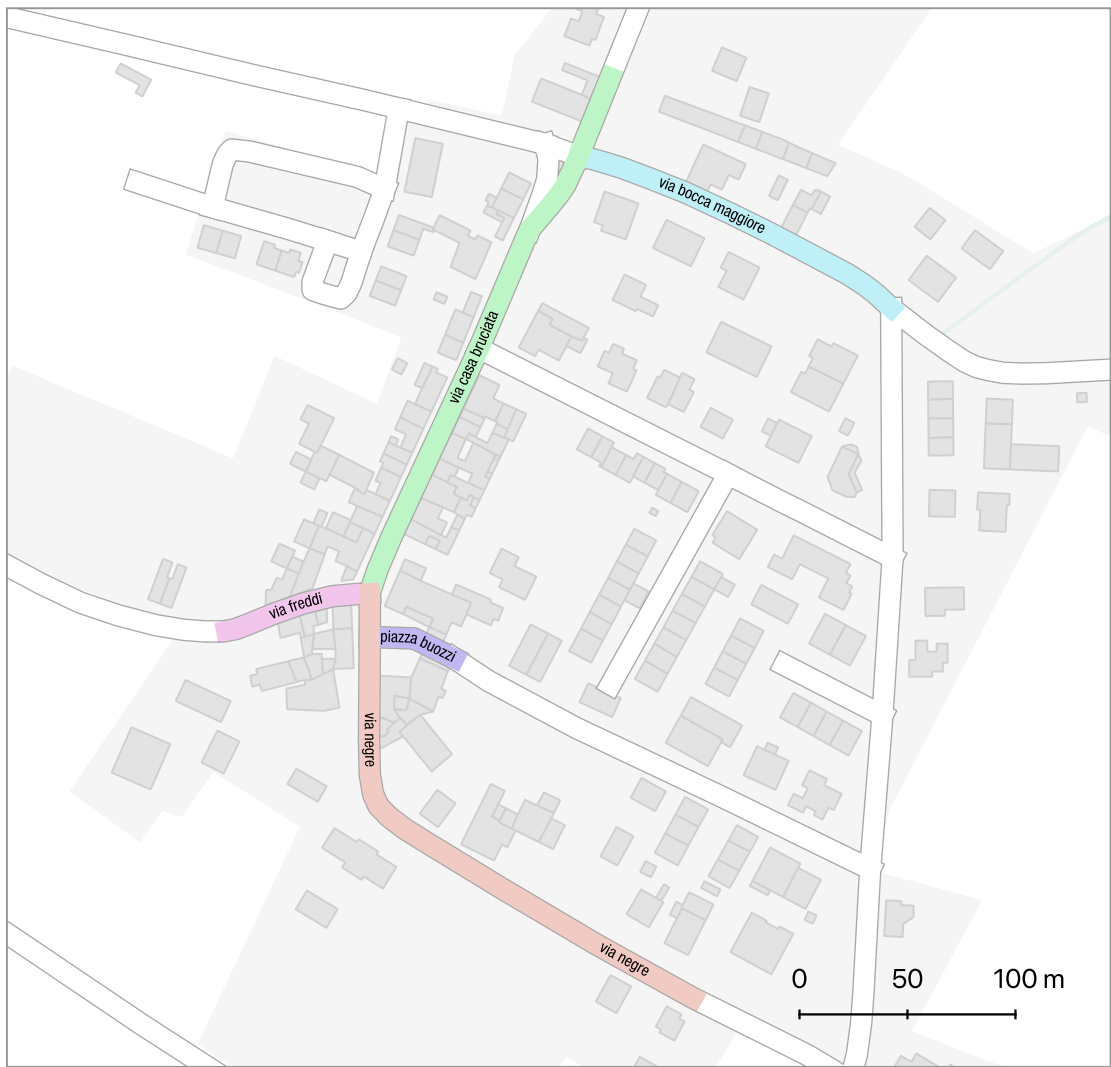 via bocca maggiore
via casa bruciata
via freddi
piazza buozzi
via negre
via negre
0 50 100 m